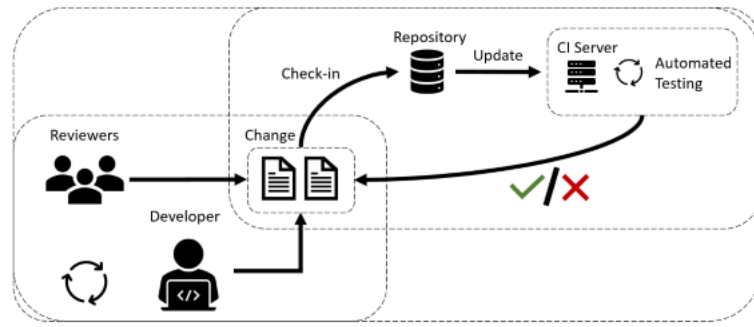 Repository
CI Server
Update
Automated
Testing
Check-in
Reviewers
Change
Developer
</>